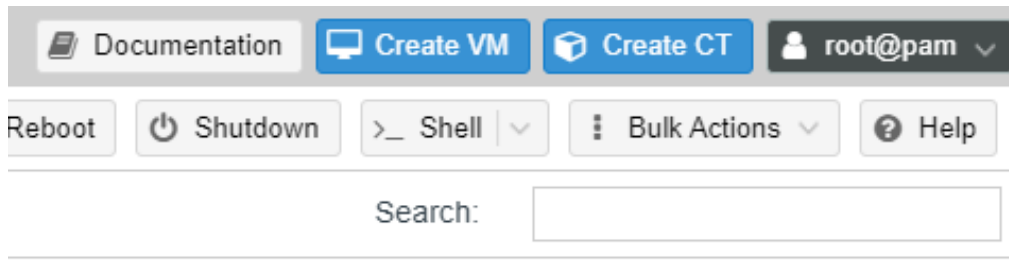 Documentation Create VM Create CT root@pam
Reboot Shutdown >_ Shell Bulk Actions Help
Search: